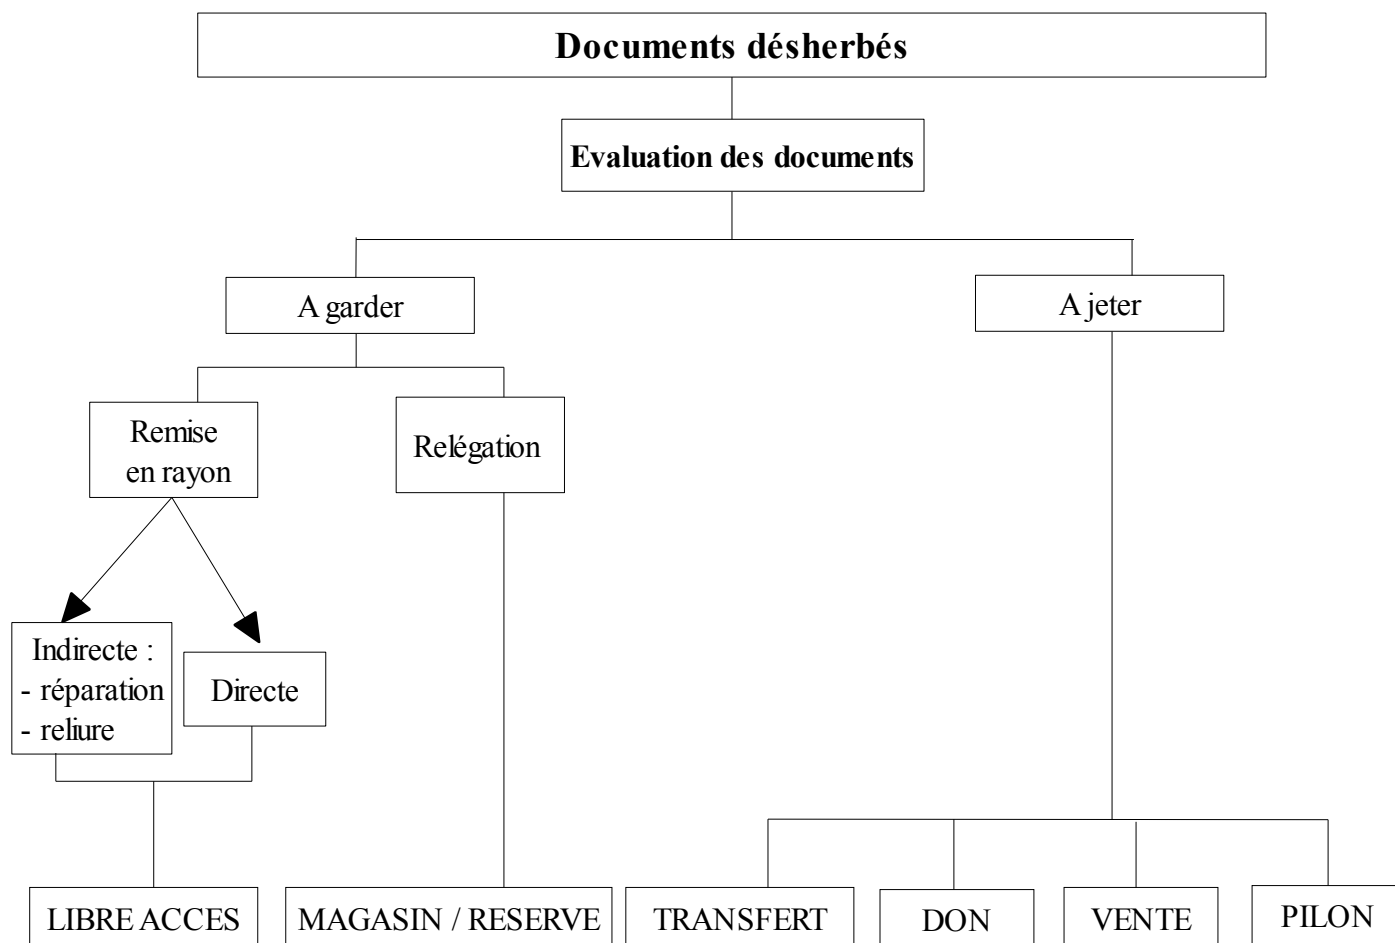 Documents désherbés
Evaluation des documents
A garder
A jeter
Remise
en rayon
Relégation
Indirecte :
- réparation
- reliure
Directe
LIBRE ACCES
MAGASIN / RESERVE
TRANSFERT
DON
VENTE
PILON